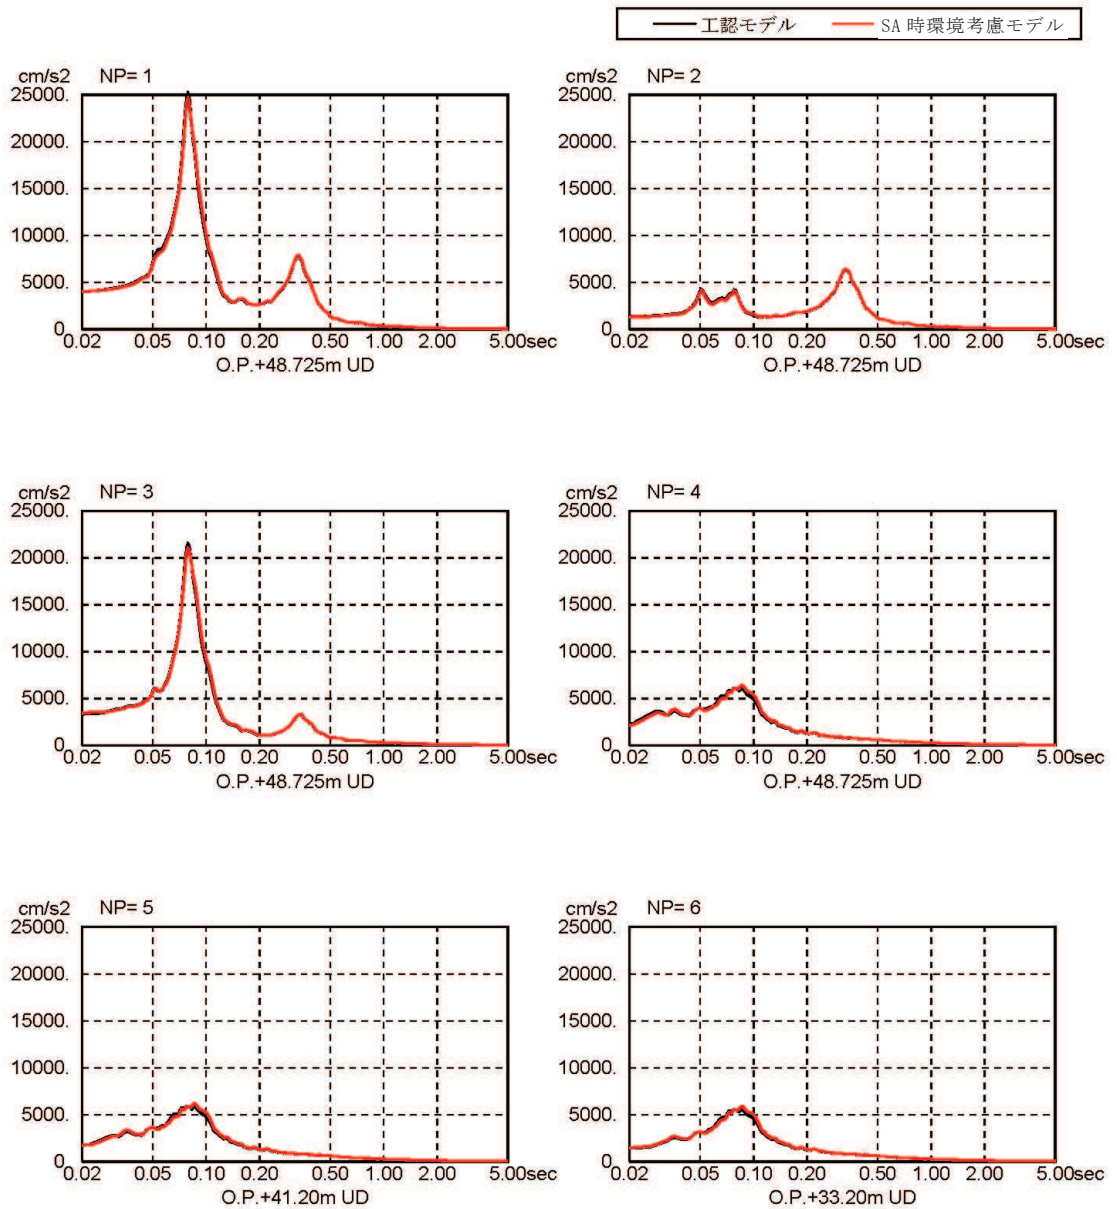 工認モデル SA 時環境考慮モデル
cm/s2 NP= 1
25000.
20000.
15000.
10000.
5000.
0.
0.02 0.05 0.10 0.20 0.50 1.00 2.00 5.00sec
O.P.+48.725m UD
cm/s2 NP= 2
25000.
20000.
15000.
10000.
5000.
0.
0.02 0.05 0.10 0.20 0.50 1.00 2.00 5.00sec
O.P.+48.725m UD
cm/s2 NP= 3
25000.
20000.
15000.
10000.
5000.
0.
0.02 0.05 0.10 0.20 0.50 1.00 2.00 5.00sec
O.P.+48.725m UD
cm/s2 NP= 4
25000.
20000.
15000.
10000.
5000.
0.
0.02 0.05 0.10 0.20 0.50 1.00 2.00 5.00sec
O.P.+48.725m UD
cm/s2 NP= 5
25000.
20000.
15000.
10000.
5000.
0.
0.02 0.05 0.10 0.20 0.50 1.00 2.00 5.00sec
O.P.+41.20m UD
cm/s2 NP= 6
25000.
20000.
15000.
10000.
5000.
0.
0.02 0.05 0.10 0.20 0.50 1.00 2.00 5.00sec
O.P.+33.20m UD